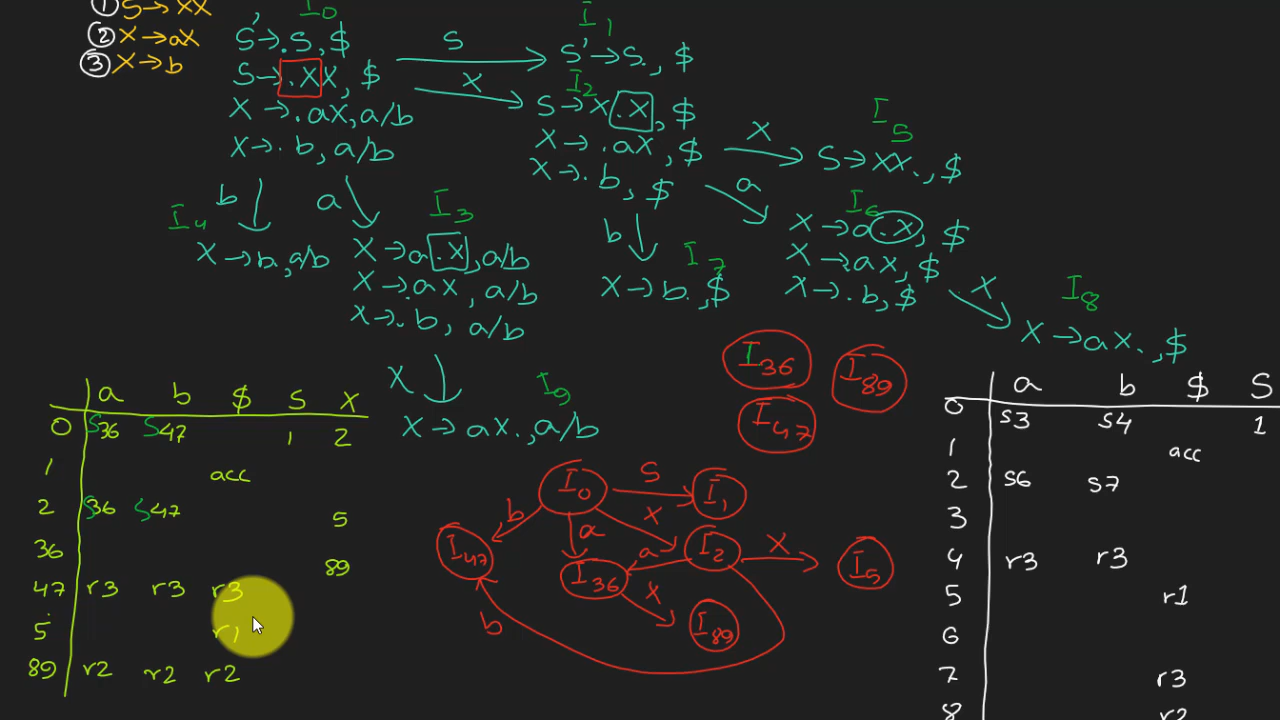 ① S→XX
② X→aX
③ X→b
I0
S'→.S,$
S→.XX,$
X→.aX,a/b
X→.b,a/b
S
X
I1
S'→S.,$
I2
S→X.X,$
X→.aX,$
X→.b,$
X
I5
S→XX.,$
a
I6
X→a.X,$
X→.aX,$
X→.b,$
b
I4
X→b.,a/b
a
I3
X→a.X,a/b
X→.aX,a/b
X→.b,a/b
b
I7
X→b.,$
X
I8
X→aX.,$
X
I9
X→aX.,a/b
I36
I89
I47
a b $ S X
0 S36 S47 1 2
1 acc
2 S36 S47 5
36 89
47 r3 r3 r3
5 r1
89 r2 r2 r2
I0 S I1
b a X
I47 I36 a I2 X I5
X
b I89
a b $ S
0 S3 S4 1
1 acc
2 S6 S7
3
4 r3 r3
5 r1
6
7 r3
8 r2